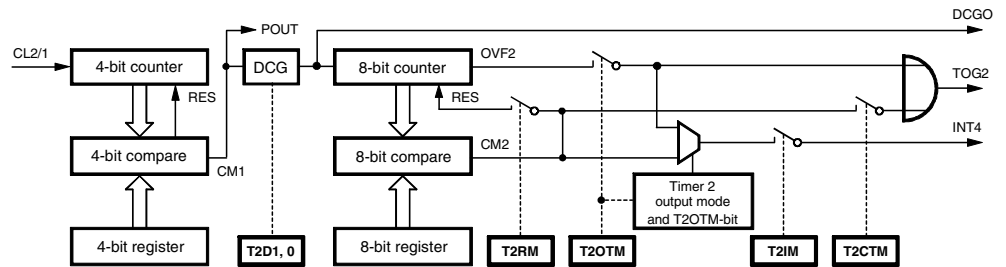 DCGO
POUT
CL2/1
4-bit counter
DCG
8-bit counter
OVF2
TOG2
RES
RES
4-bit compare
CM1
8-bit compare
CM2
INT4
Timer 2
output mode
and T2OTM-bit
4-bit register
T2D1, 0
8-bit register
T2RM
T2OTM
T2IM
T2CTM